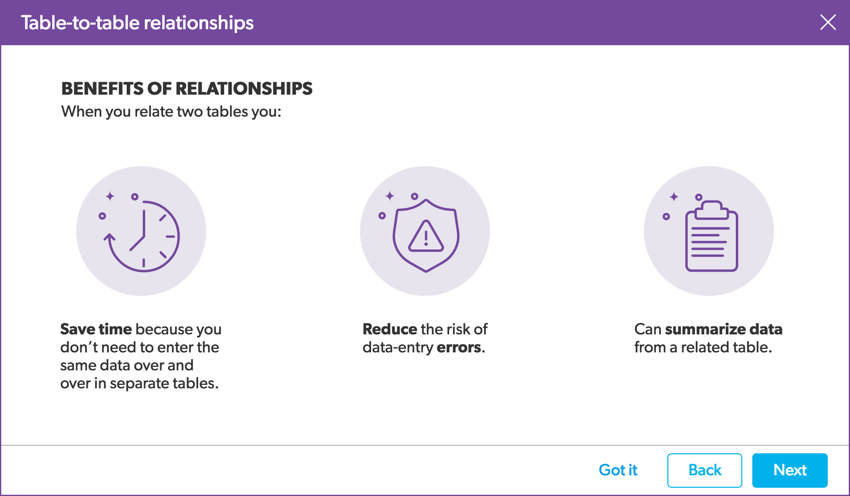 Table-to-table relationships
BENEFITS OF RELATIONSHIPS
When you relate two tables you:
Save time because you
don’t need to enter the
same data over and
over in separate tables.
Reduce the risk of
data-entry errors.
Can summarize data
from a related table.
Got it
Back
Next